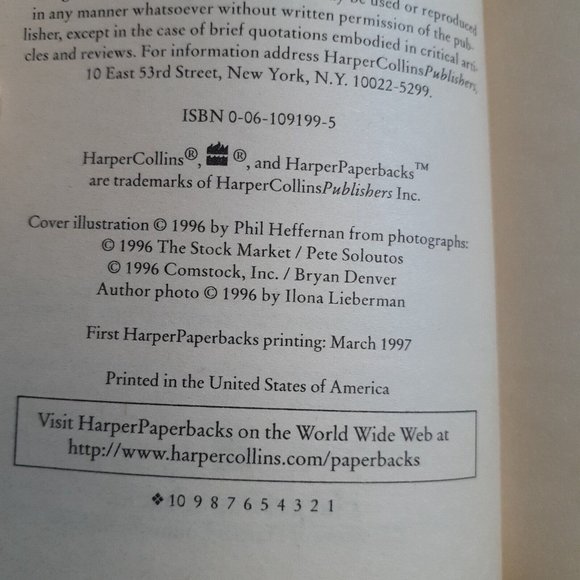 be used or reproduced
in any manner whatsoever without written permission of the pub-
lisher, except in the case of brief quotations embodied in critical arti-
cles and reviews. For information address HarperCollinsPublishers,
10 East 53rd Street, New York, N.Y. 10022-5299.
ISBN 0-06-109199-5
HarperCollins®, ®, and HarperPaperbacks™
are trademarks of HarperCollinsPublishers Inc.
Cover illustration © 1996 by Phil Heffernan from photographs:
© 1996 The Stock Market / Pete Soloutos
© 1996 Comstock, Inc. / Bryan Denver
Author photo © 1996 by Ilona Lieberman
First HarperPaperbacks printing: March 1997
Printed in the United States of America
Visit HarperPaperbacks on the World Wide Web at
http://www.harpercollins.com/paperbacks
❖ 10 9 8 7 6 5 4 3 2 1